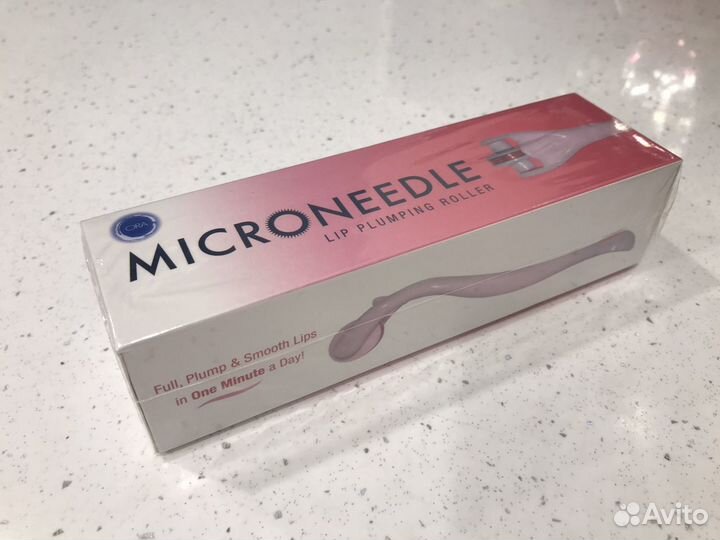 ORA
MICRONEEDLE
LIP PLUMPING ROLLER
Full, Plump & Smooth Lips
in One Minute a Day!
Avito